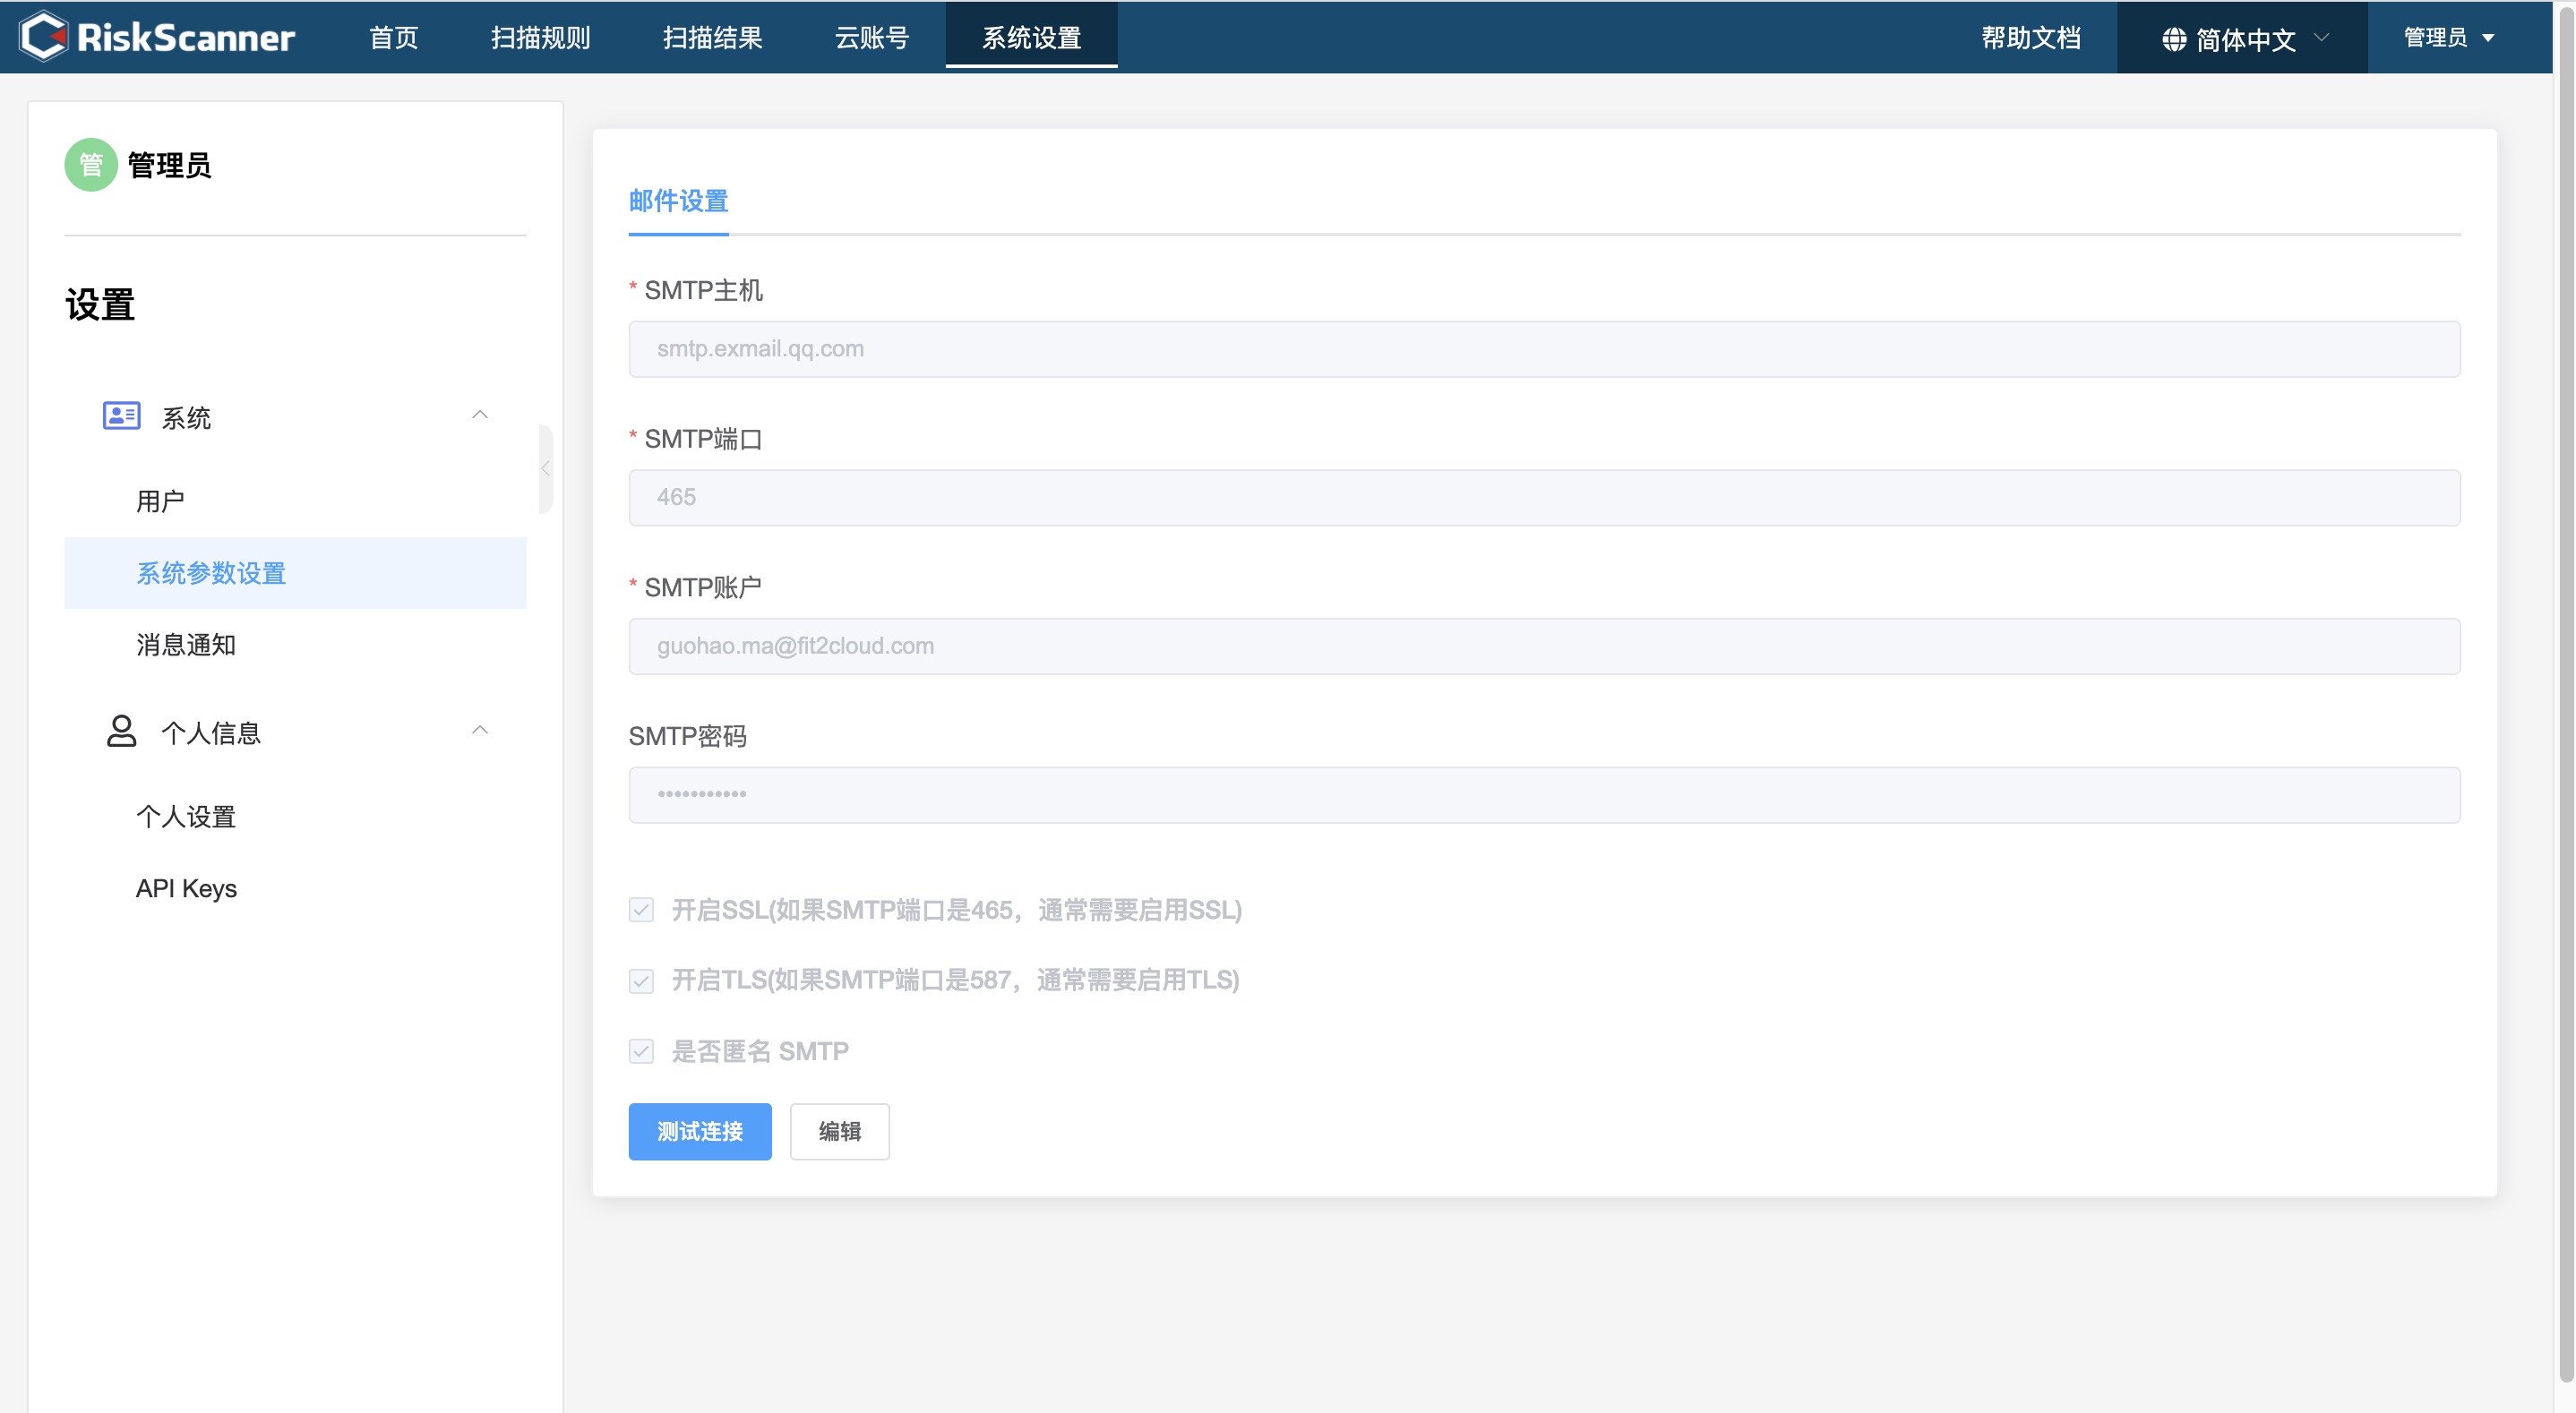 RiskScanner 首页 扫描规则 扫描结果 云账号 系统设置 帮助文档 简体中文 管理员
管 管理员
设置
系统
用户
系统参数设置
消息通知
个人信息
个人设置
API Keys
邮件设置
* SMTP主机
smtp.exmail.qq.com
* SMTP端口
465
* SMTP账户
guohao.ma@fit2cloud.com
SMTP密码
•••••••••••
开启SSL(如果SMTP端口是465，通常需要启用SSL)
开启TLS(如果SMTP端口是587，通常需要启用TLS)
是否匿名 SMTP
测试连接 编辑